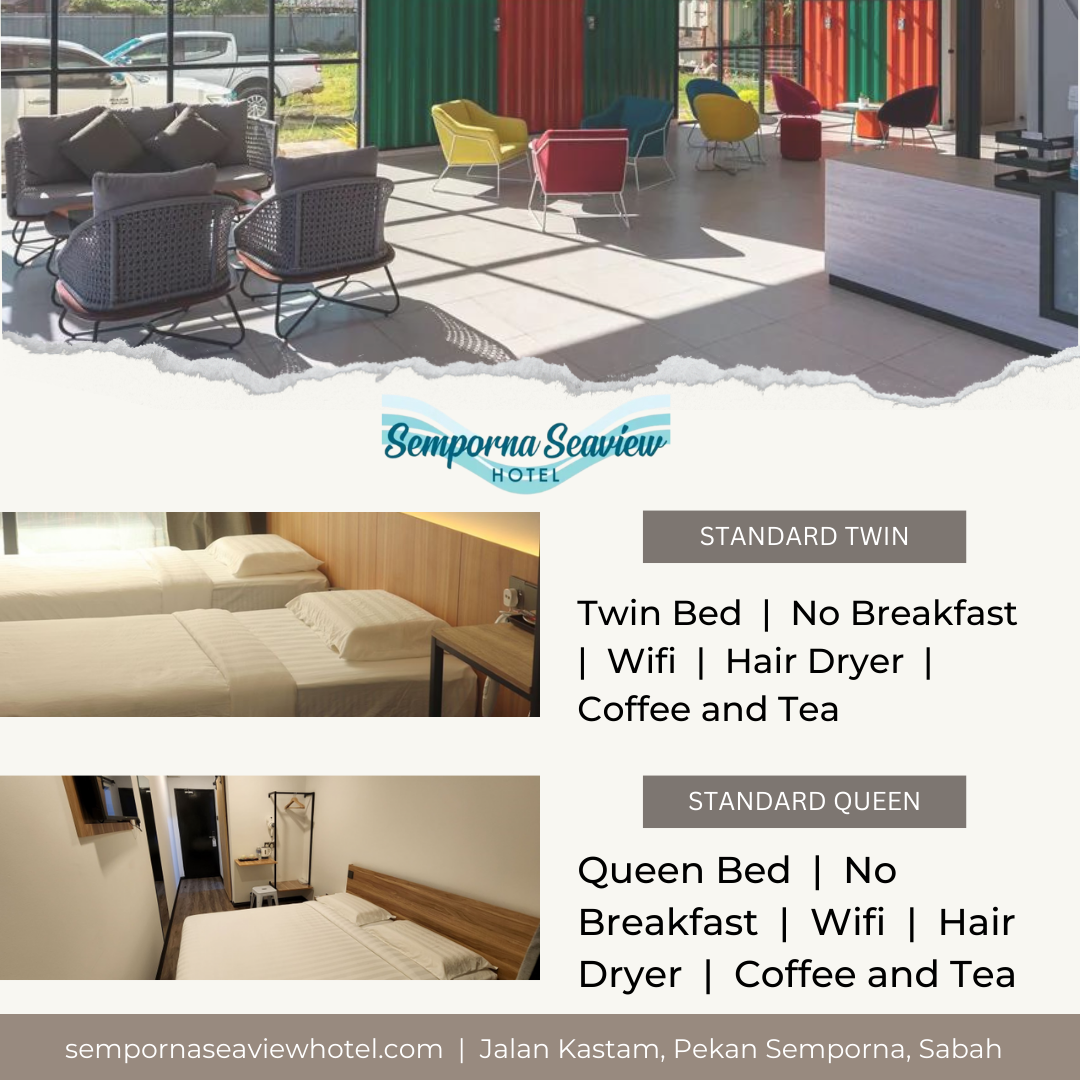 Semporna Seaview
HOTEL
STANDARD TWIN
Twin Bed | No Breakfast
| Wifi | Hair Dryer |
Coffee and Tea
STANDARD QUEEN
Queen Bed | No
Breakfast | Wifi | Hair
Dryer | Coffee and Tea
sempornaseaviewhotel.com | Jalan Kastam, Pekan Semporna, Sabah